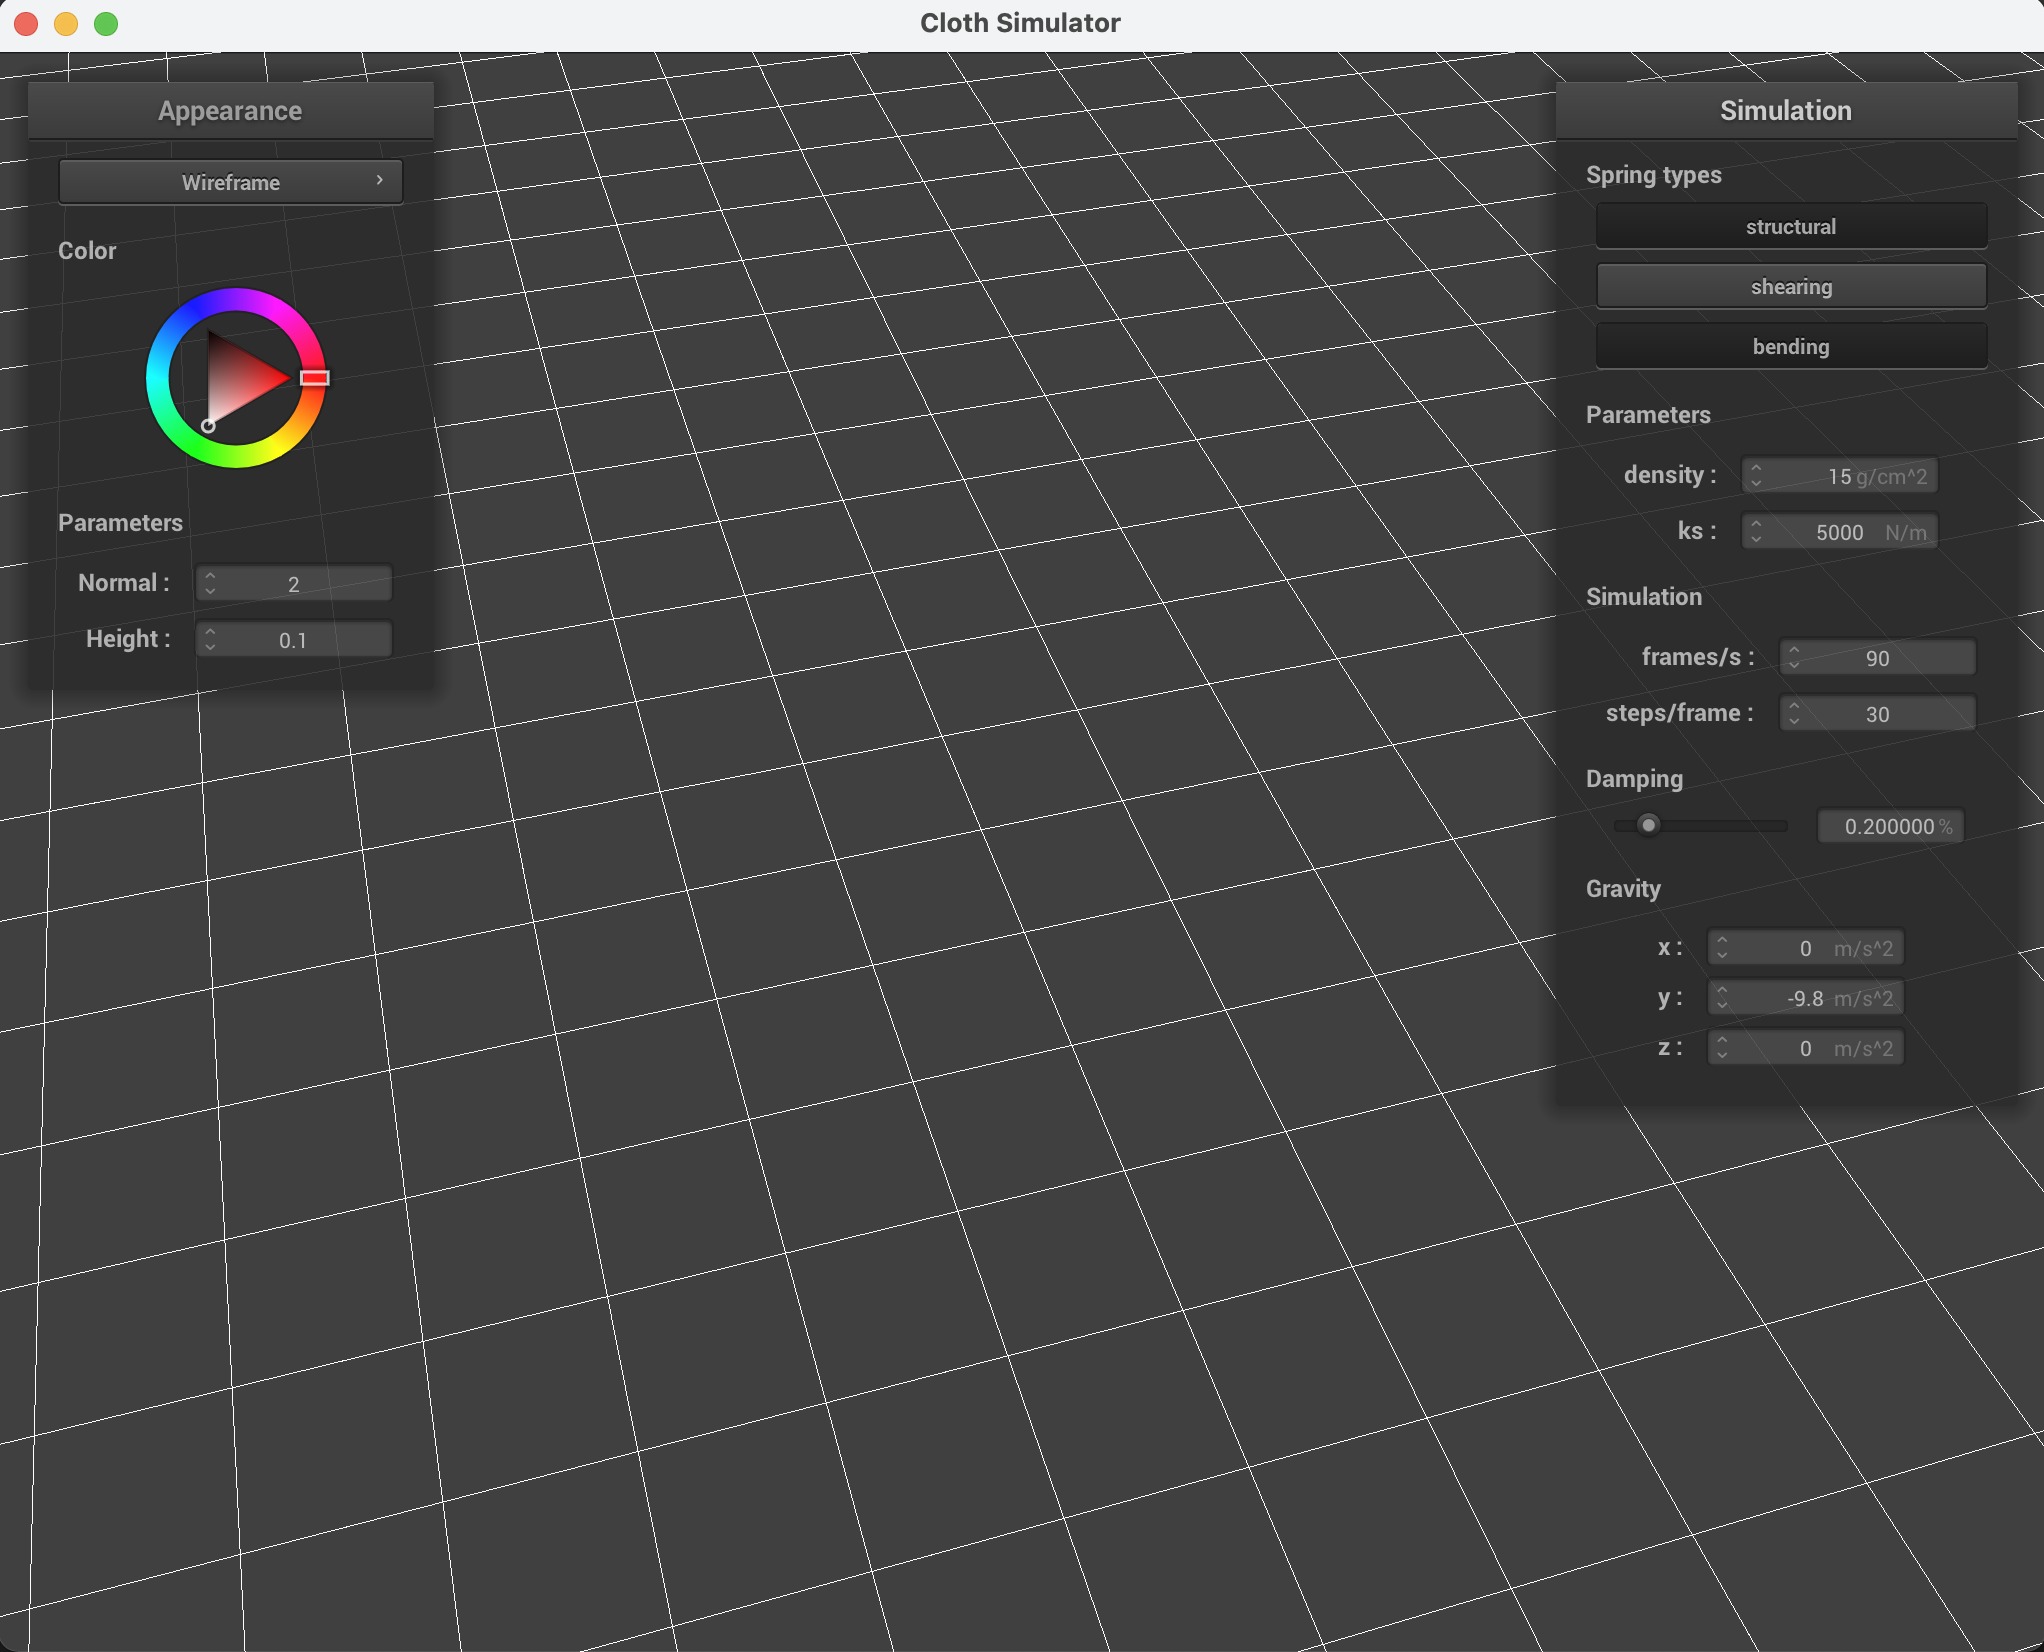 Cloth Simulator
Appearance
Wireframe
Color
Parameters
Normal : 2
Height : 0.1
Simulation
Spring types
structural
shearing
bending
Parameters
density : 15 g/cm^2
ks : 5000 N/m
Simulation
frames/s : 90
steps/frame : 30
Damping
0.200000 %
Gravity
x : 0 m/s^2
y : -9.8 m/s^2
z : 0 m/s^2